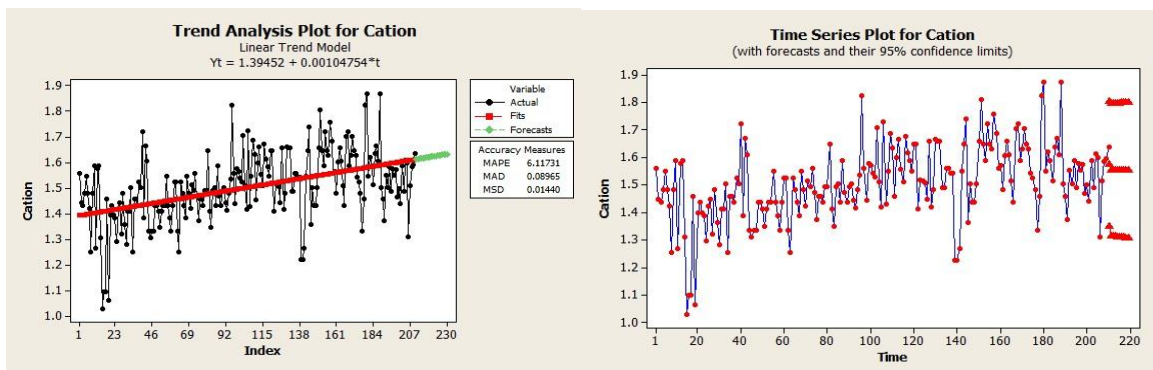 Trend Analysis Plot for Cation
Linear Trend Model
Yt = 1.39452 + 0.00104754*t
Cation
1.9
1.8
1.7
1.6
1.5
1.4
1.3
1.2
1.1
1.0
1 23 46 69 92 115 138 161 184 207 230
Index
Variable
Actual
Fits
Forecasts
Accuracy Measures
MAPE 6.11731
MAD 0.08965
MSD 0.01440
Time Series Plot for Cation
(with forecasts and their 95% confidence limits)
Cation
1.9
1.8
1.7
1.6
1.5
1.4
1.3
1.2
1.1
1.0
1 20 40 60 80 100 120 140 160 180 200 220
Time